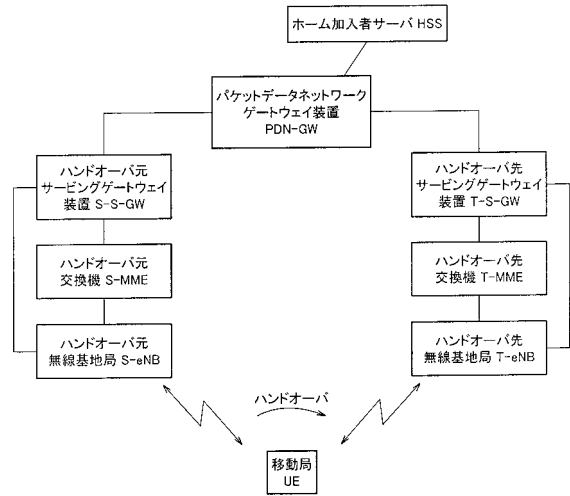 ホーム加入者サーバ HSS
パケットデータネットワーク
ゲートウェイ装置
PDN-GW
ハンドオーバ元
サービングゲートウェイ
装置 S-S-GW
ハンドオーバ先
サービングゲートウェイ
装置 T-S-GW
ハンドオーバ元
交換機 S-MME
ハンドオーバ先
交換機 T-MME
ハンドオーバ元
無線基地局 S-eNB
ハンドオーバ先
無線基地局 T-eNB
ハンドオーバ
移動局
UE